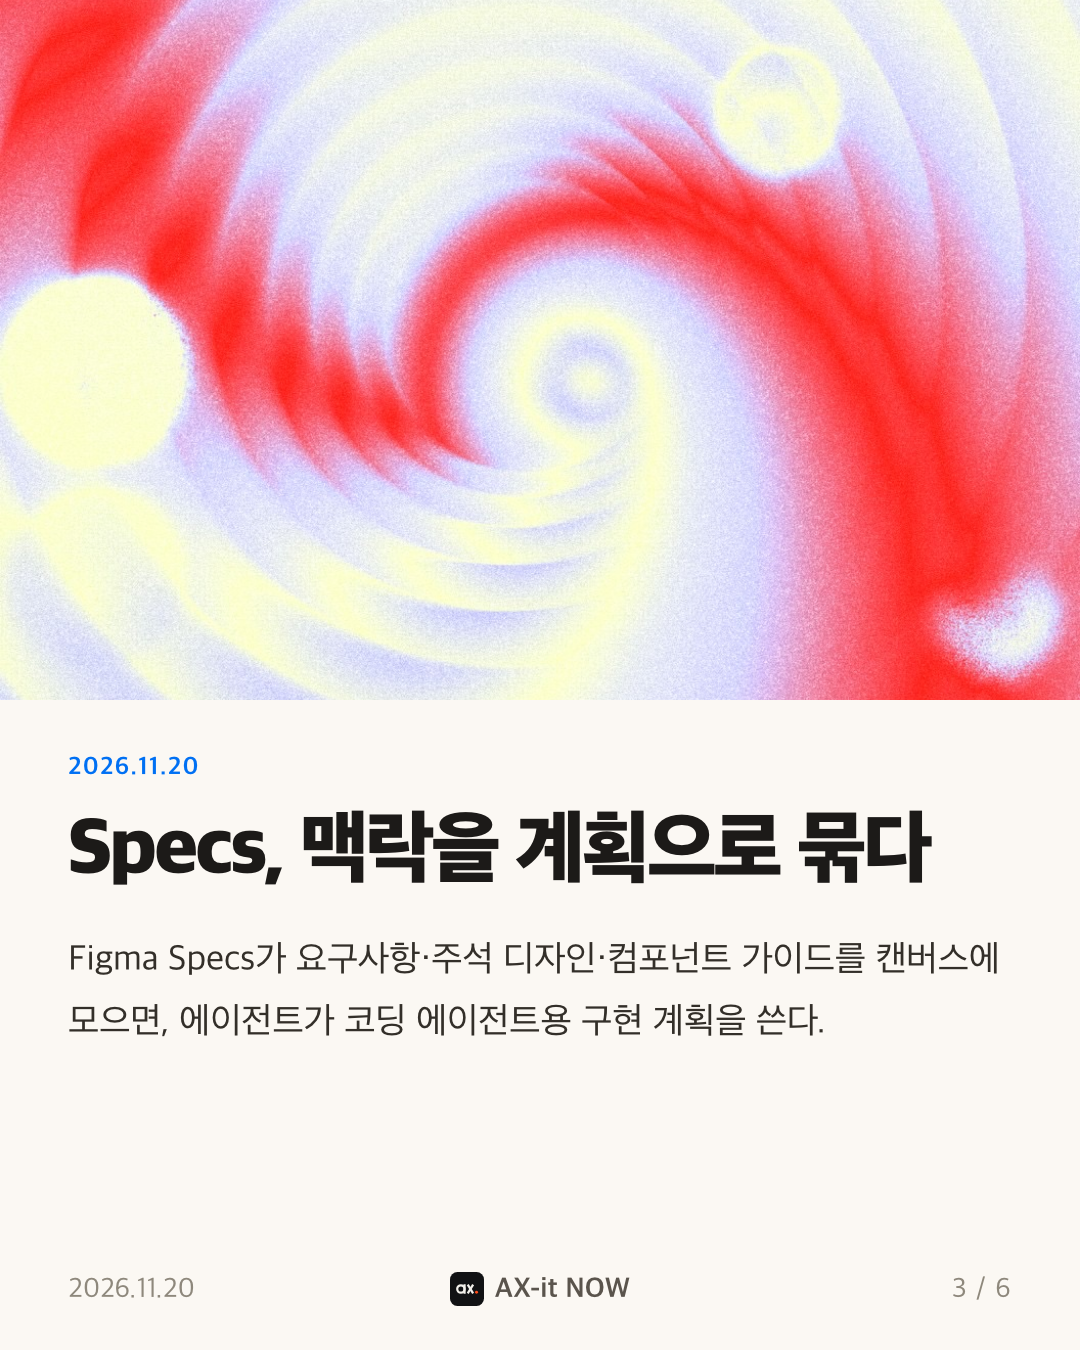 2026.11.20
Specs, 맥락을 계획으로 묶다
Figma Specs가 요구사항·주석 디자인·컴포넌트 가이드를 캔버스에
모으면, 에이전트가 코딩 에이전트용 구현 계획을 쓴다.
2026.11.20
ax.
AX-it NOW
3 / 6